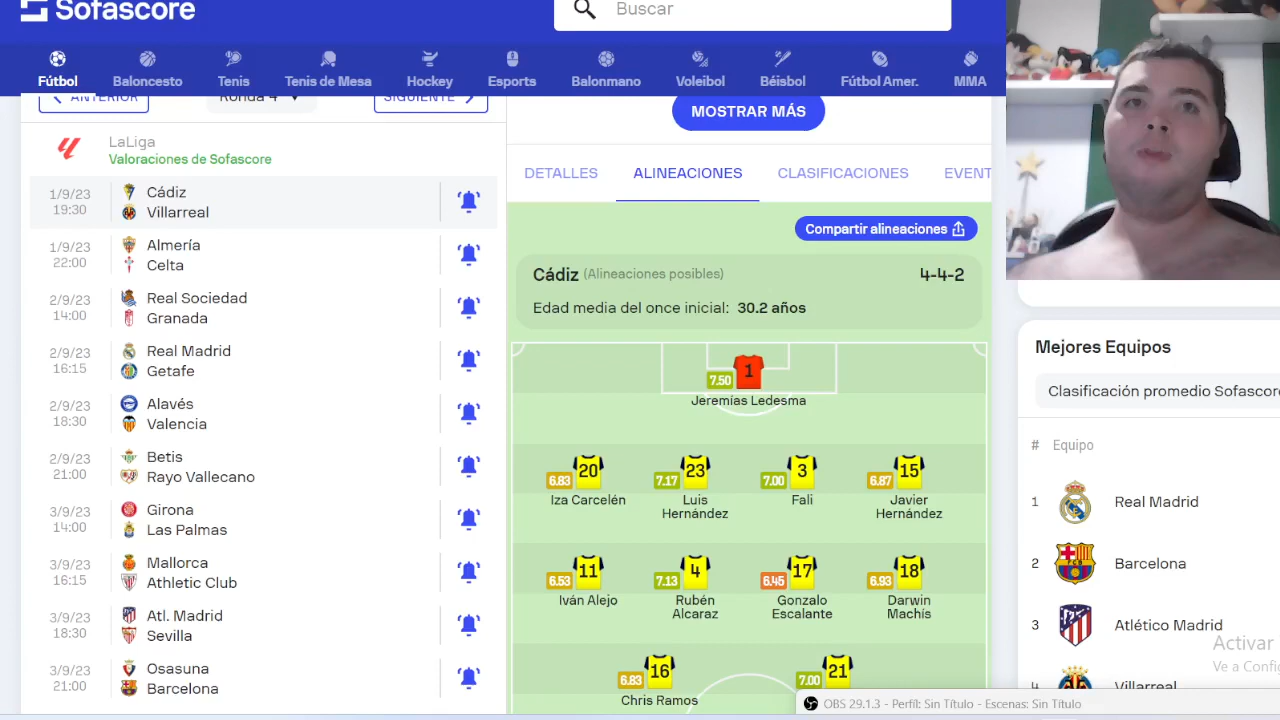 Sofascore
Buscar
Fútbol
Baloncesto
Tenis
Tenis de Mesa
Hockey
Esports
Balonmano
Voleibol
Béisbol
Fútbol Amer.
MMA
ANTERIOR
Ronda 4
SIGUIENTE
LaLiga
Valoraciones de Sofascore
1/9/23
19:30
Cádiz
Villarreal
1/9/23
22:00
Almería
Celta
2/9/23
14:00
Real Sociedad
Granada
2/9/23
16:15
Real Madrid
Getafe
2/9/23
18:30
Alavés
Valencia
2/9/23
21:00
Betis
Rayo Vallecano
3/9/23
14:00
Girona
Las Palmas
3/9/23
16:15
Mallorca
Athletic Club
3/9/23
18:30
Atl. Madrid
Sevilla
3/9/23
21:00
Osasuna
Barcelona
MOSTRAR MÁS
DETALLES
ALINEACIONES
CLASIFICACIONES
EVENT
Compartir alineaciones
Cádiz (Alineaciones posibles)
4-4-2
Edad media del once inicial: 30.2 años
1
7.50
Jeremías Ledesma
20
6.83
Iza Carcelén
23
7.17
Luis
Hernández
3
7.00
Fali
15
6.87
Javier
Hernández
11
6.53
Iván Alejo
4
7.13
Rubén
Alcaraz
17
6.45
Gonzalo
Escalante
18
6.93
Darwin
Machís
16
6.83
Chris Ramos
21
7.00
Mejores Equipos
Clasificación promedio Sofascore
# Equipo
1 Real Madrid
2 Barcelona
3 Atlético Madrid
4 Villarreal
Activar
Ve a Config
OBS 29.1.3 - Perfil: Sin Título - Escenas: Sin Título